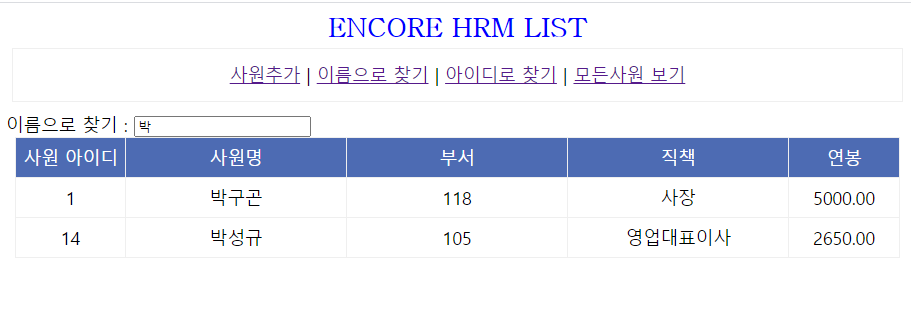 ENCORE HRM LIST
사원추가 | 이름으로 찾기 | 아이디로 찾기 | 모든사원 보기
이름으로 찾기 : 박
사원 아이디 사원명 부서 직책 연봉
1 박구곤 118 사장 5000.00
14 박성규 105 영업대표이사 2650.00